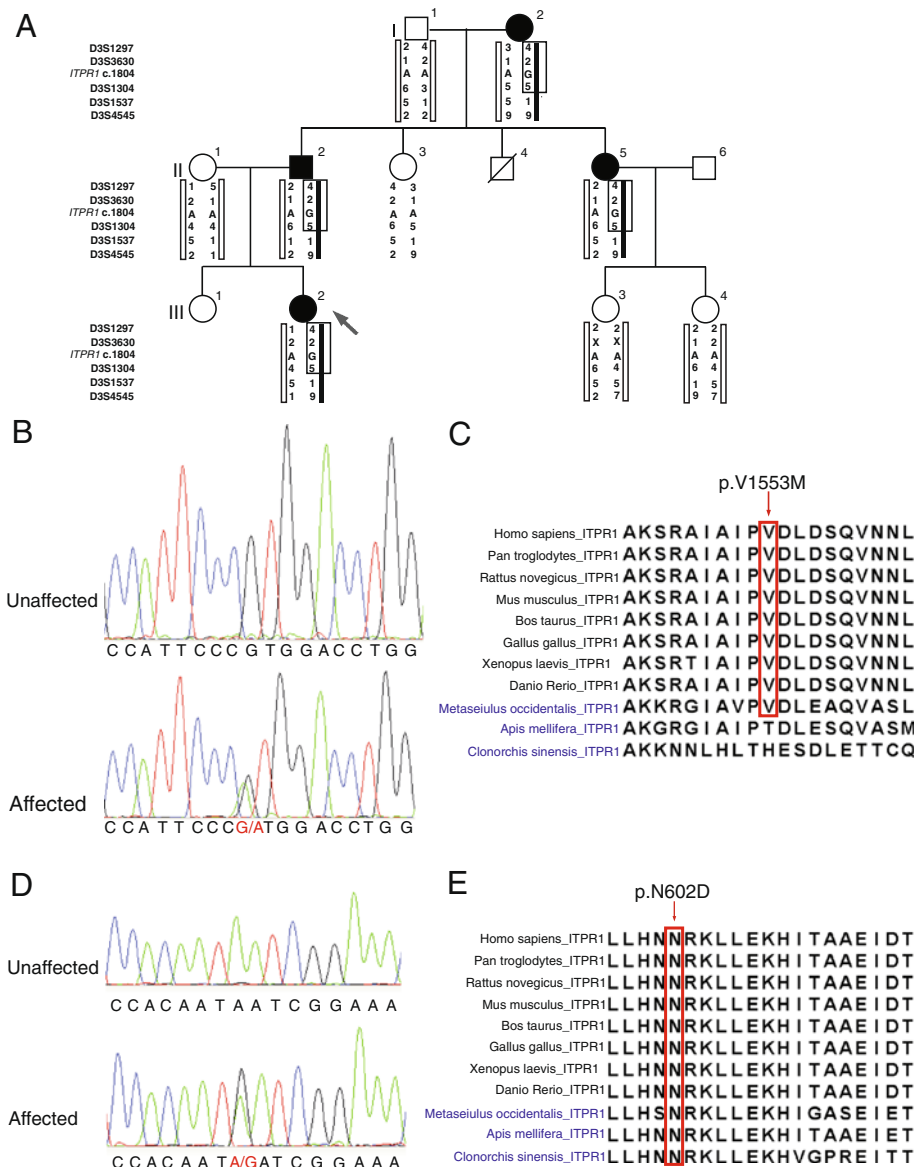 A
I 1 2
D3S1297 2 4 3 4
D3S3630 1 2 1 2
ITPR1 c.1804 A A A G
D3S1304 6 3 5 5
D3S1537 5 1 5 1
D3S4545 2 2 9 9
II 1 2 3 4 5 6
D3S1297 1 5 2 4 4 3 2 4
D3S3630 2 1 1 2 2 1 1 2
ITPR1 c.1804 A A A G A A A G
D3S1304 4 4 6 5 6 5 6 5
D3S1537 5 1 1 1 5 1 5 1
D3S4545 2 1 2 9 2 9 2 9
III 1 2 3 4
D3S1297 1 4 2 2 2 2
D3S3630 2 2 X X 1 2
ITPR1 c.1804 A G A A A A
D3S1304 4 5 6 4 6 4
D3S1537 5 1 5 5 1 5
D3S4545 1 9 2 7 9 7
B
Unaffected
C C A T T C C C G T G G A C C T G G
Affected
C C A T T C C C G/A T G G A C C T G G
C
p.V1553M
Homo sapiens_ITPR1 AKSRAIAIPVDLDSQVNNL
Pan troglodytes_ITPR1 AKSRAIAIPVDLDSQVNNL
Rattus novegicus_ITPR1 AKSRAIAIPVDLDSQVNNL
Mus musculus_ITPR1 AKSRAIAIPVDLDSQVNNL
Bos taurus_ITPR1 AKSRAIAIPVDLDSQVNNL
Gallus gallus_ITPR1 AKSRAIAIPVDLDSQVNNL
Xenopus laevis_ITPR1 AKSRTIAIPVDLDSQVNNL
Danio Rerio_ITPR1 AKSRAIAIPVDLDSQVNNL
Metaseiulus occidentalis_ITPR1 AKKRGIAVPVDLEAQVASL
Apis mellifera_ITPR1 AKGRGIAIPTDLESQVASM
Clonorchis sinensis_ITPR1 AKKNNLHLTHESDLETTCQ
D
Unaffected
C C A C A A T A A T C G G A A A
Affected
C C A C A A T A/G A T C G G A A A
E
p.N602D
Homo sapiens_ITPR1 LLHNNRKLLEKHITAAEIDT
Pan troglodytes_ITPR1 LLHNNRKLLEKHITAAEIDT
Rattus novegicus_ITPR1 LLHNNRKLLEKHITAAEIDT
Mus musculus_ITPR1 LLHNNRKLLEKHITAAEIDT
Bos taurus_ITPR1 LLHNNRKLLEKHITAAEIDT
Gallus gallus_ITPR1 LLHNNRKLLEKHITAAEIDT
Xenopus laevis_ITPR1 LLHNNRKLLEKHITAAEIDT
Danio Rerio_ITPR1 LLHNNRKLLEKHITAAEIDT
Metaseiulus occidentalis_ITPR1 LLHSNRKLLEKHIGASEIET
Apis mellifera_ITPR1 LLHNNRKLLEKHITAAEIET
Clonorchis sinensis_ITPR1 LLHNNRKLLEKHVGPREITT